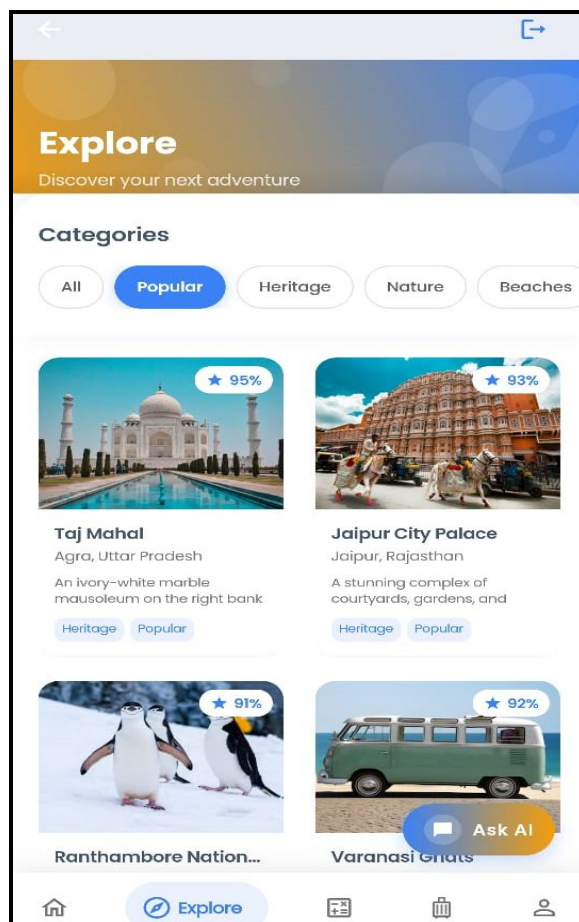 Explore
Discover your next adventure
Categories
All
Popular
Heritage
Nature
Beaches
95%
Taj Mahal
Agra, Uttar Pradesh
An ivory-white marble
mausoleum on the right bank
Heritage Popular
93%
Jaipur City Palace
Jaipur, Rajasthan
A stunning complex of
courtyards, gardens, and
Heritage Popular
91%
Ranthambore Nation...
92%
Varanasi Ghats
Ask AI
Explore